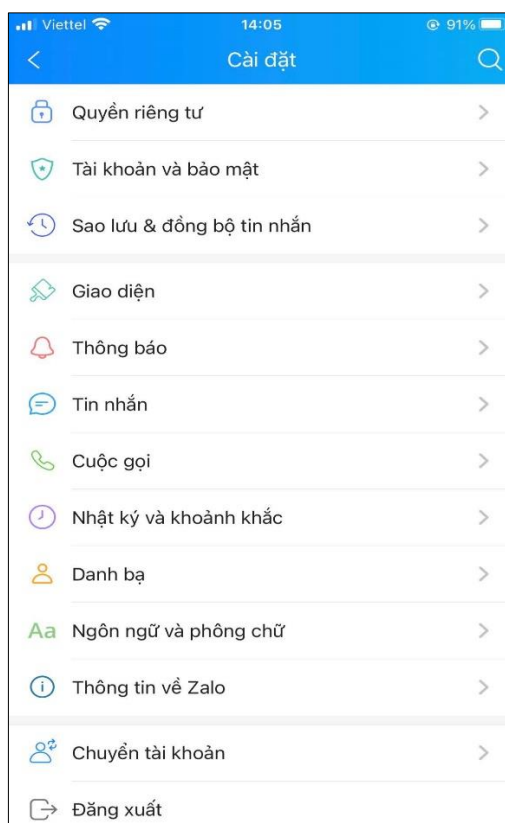 Viettel 14:05 91%
Cài đặt
Quyền riêng tư
Tài khoản và bảo mật
Sao lưu & đồng bộ tin nhắn
Giao diện
Thông báo
Tin nhắn
Cuộc gọi
Nhật ký và khoảnh khắc
Danh bạ
Aa Ngôn ngữ và phông chữ
Thông tin về Zalo
Chuyển tài khoản
Đăng xuất